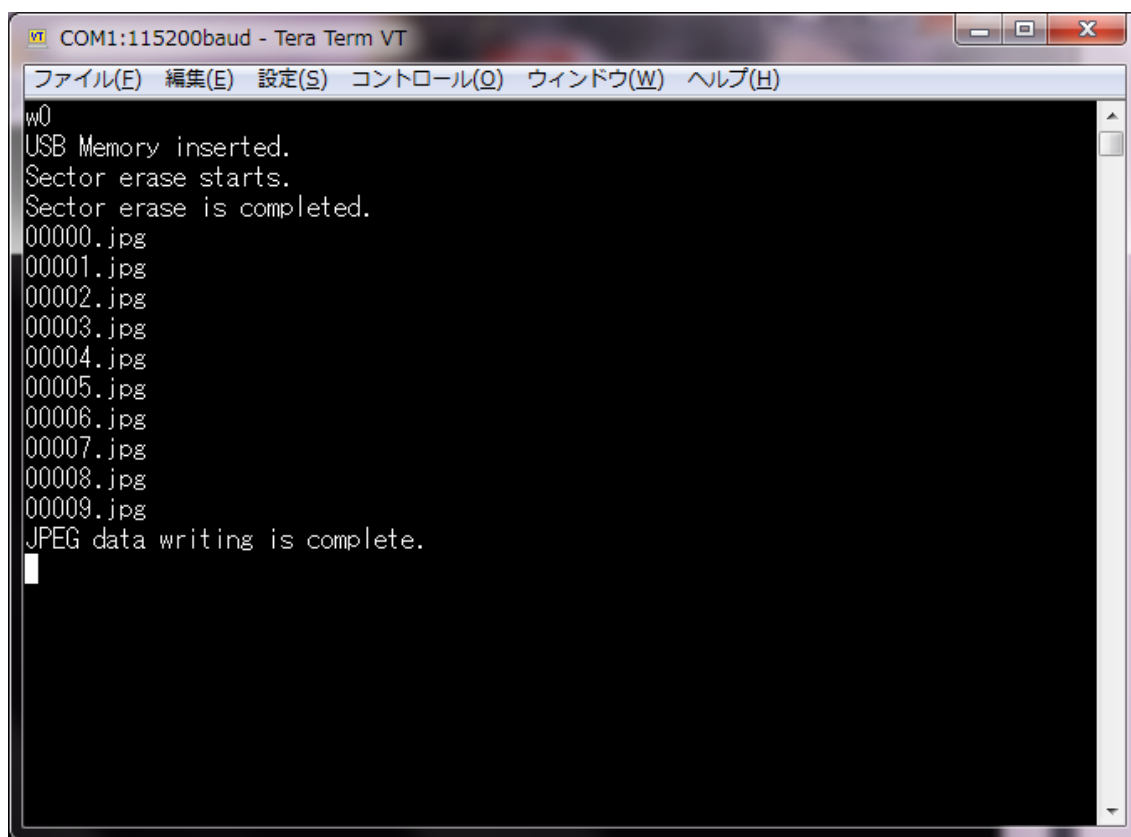 COM1:115200baud - Tera Term VT
ファイル(F) 編集(E) 設定(S) コントロール(O) ウィンドウ(W) ヘルプ(H)
w0
USB Memory inserted.
Sector erase starts.
Sector erase is completed.
00000.jpg
00001.jpg
00002.jpg
00003.jpg
00004.jpg
00005.jpg
00006.jpg
00007.jpg
00008.jpg
00009.jpg
JPEG data writing is complete.